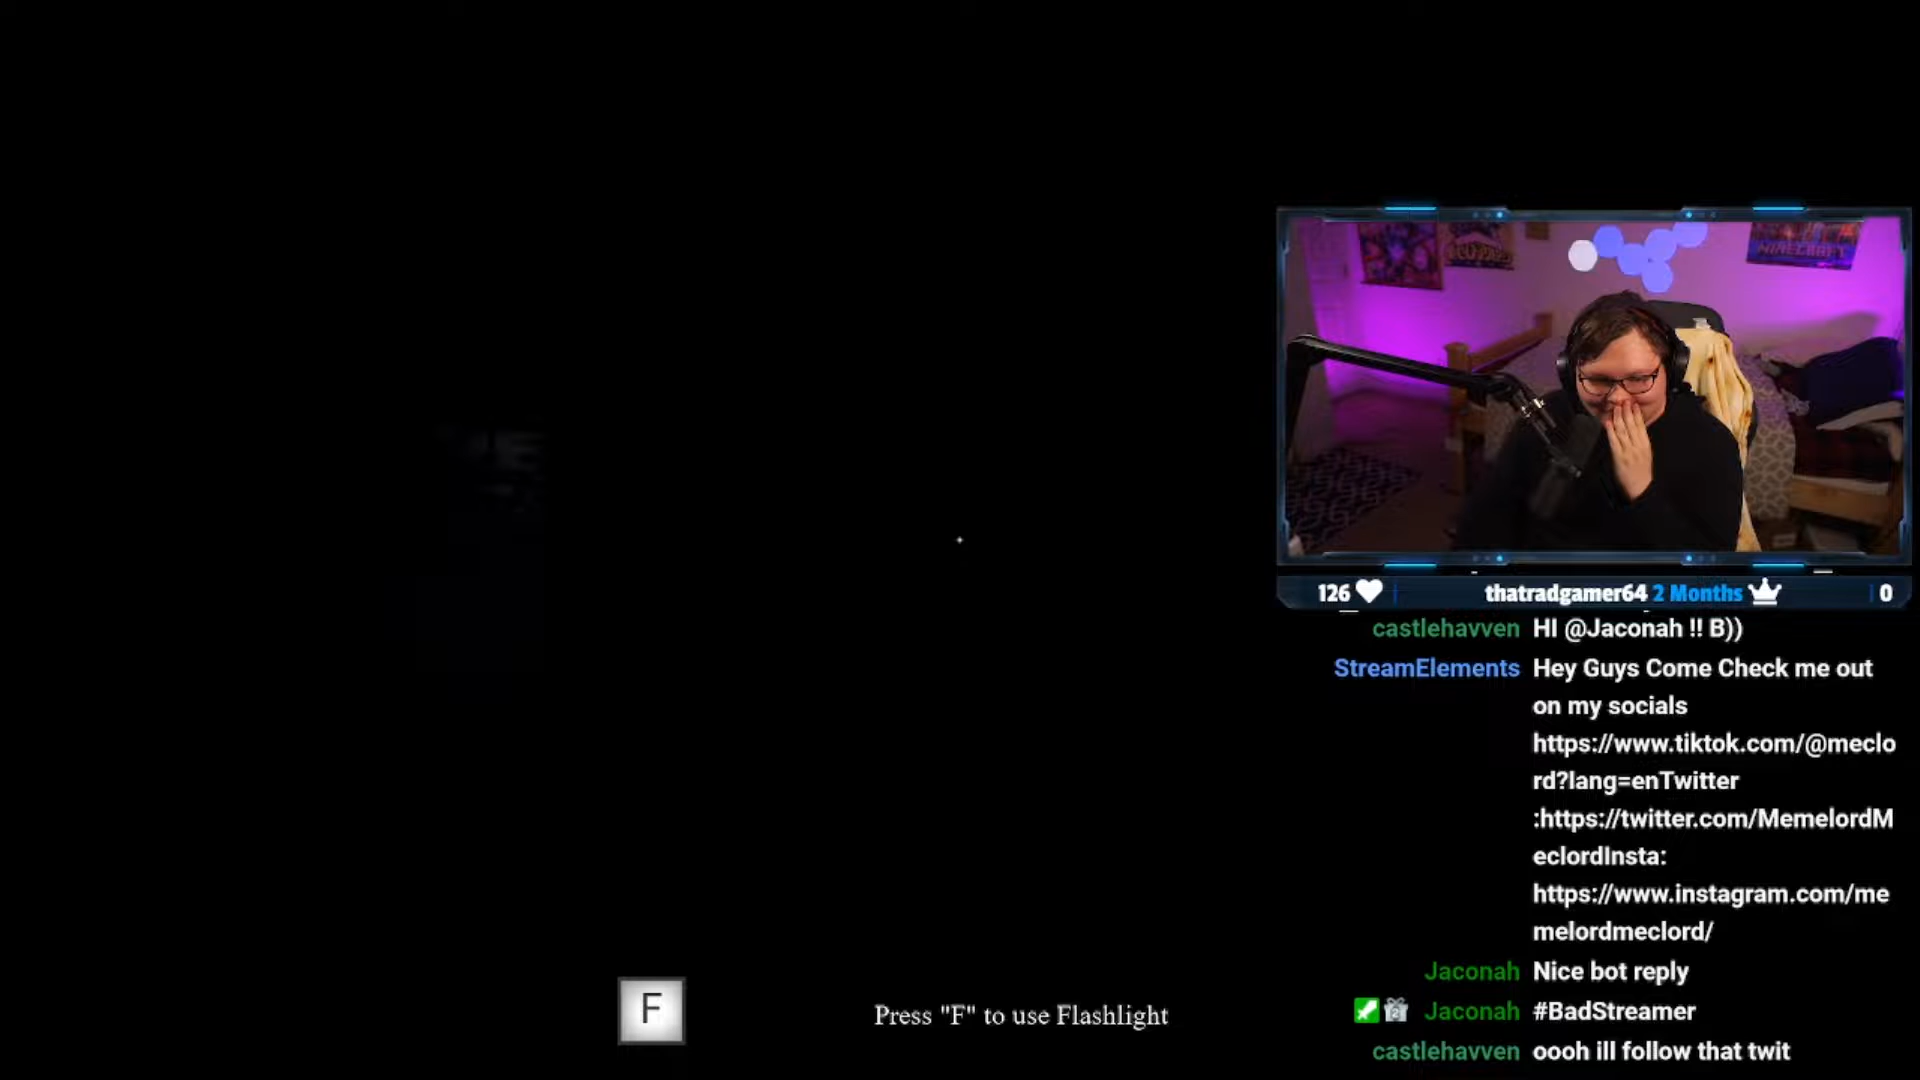 MINECRAFT
126
thatradgamer64 2 Months
0
castlehavven HI @Jaconah !! B))
StreamElements Hey Guys Come Check me out
on my socials
https://www.tiktok.com/@meclo
rd?lang=enTwitter
:https://twitter.com/MemelordM
eclordInsta:
https://www.instagram.com/me
melordmeclord/
Jaconah Nice bot reply
2 Jaconah #BadStreamer
castlehavven oooh ill follow that twit
F
Press "F" to use Flashlight